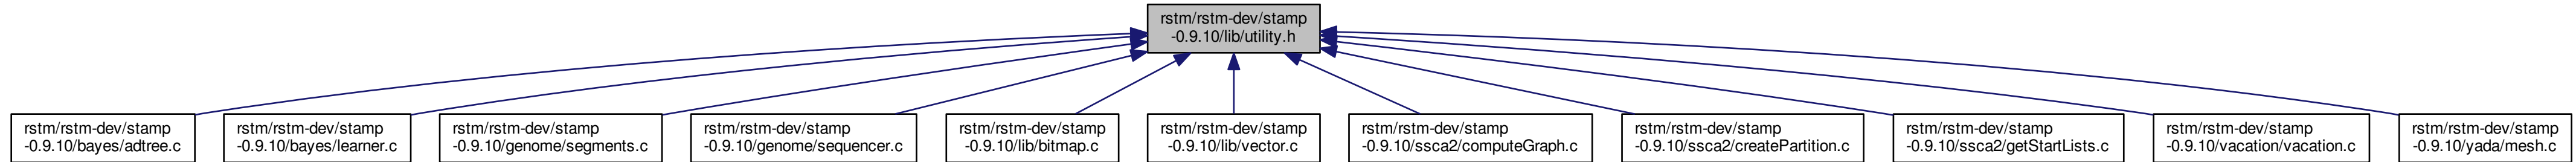 rstm/rstm-dev/stamp
-0.9.10/lib/utility.h
rstm/rstm-dev/stamp
-0.9.10/bayes/adtree.c
rstm/rstm-dev/stamp
-0.9.10/bayes/learner.c
rstm/rstm-dev/stamp
-0.9.10/genome/segments.c
rstm/rstm-dev/stamp
-0.9.10/genome/sequencer.c
rstm/rstm-dev/stamp
-0.9.10/lib/bitmap.c
rstm/rstm-dev/stamp
-0.9.10/lib/vector.c
rstm/rstm-dev/stamp
-0.9.10/ssca2/computeGraph.c
rstm/rstm-dev/stamp
-0.9.10/ssca2/createPartition.c
rstm/rstm-dev/stamp
-0.9.10/ssca2/getStartLists.c
rstm/rstm-dev/stamp
-0.9.10/vacation/vacation.c
rstm/rstm-dev/stamp
-0.9.10/yada/mesh.c